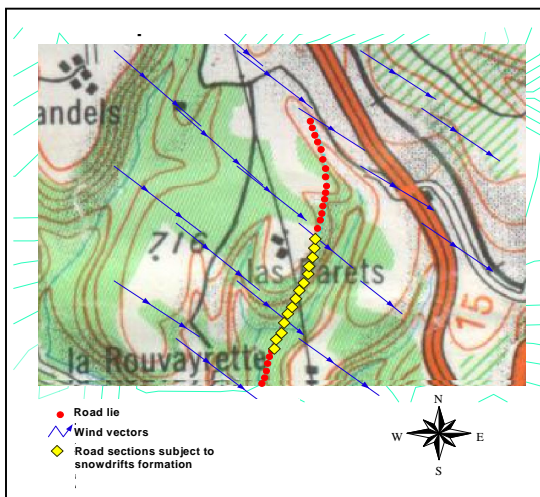 andels
716
las Parets
15
la Rouvayrette
Road lie
Wind vectors
Road sections subject to
snowdrifts formation
N
W E
S